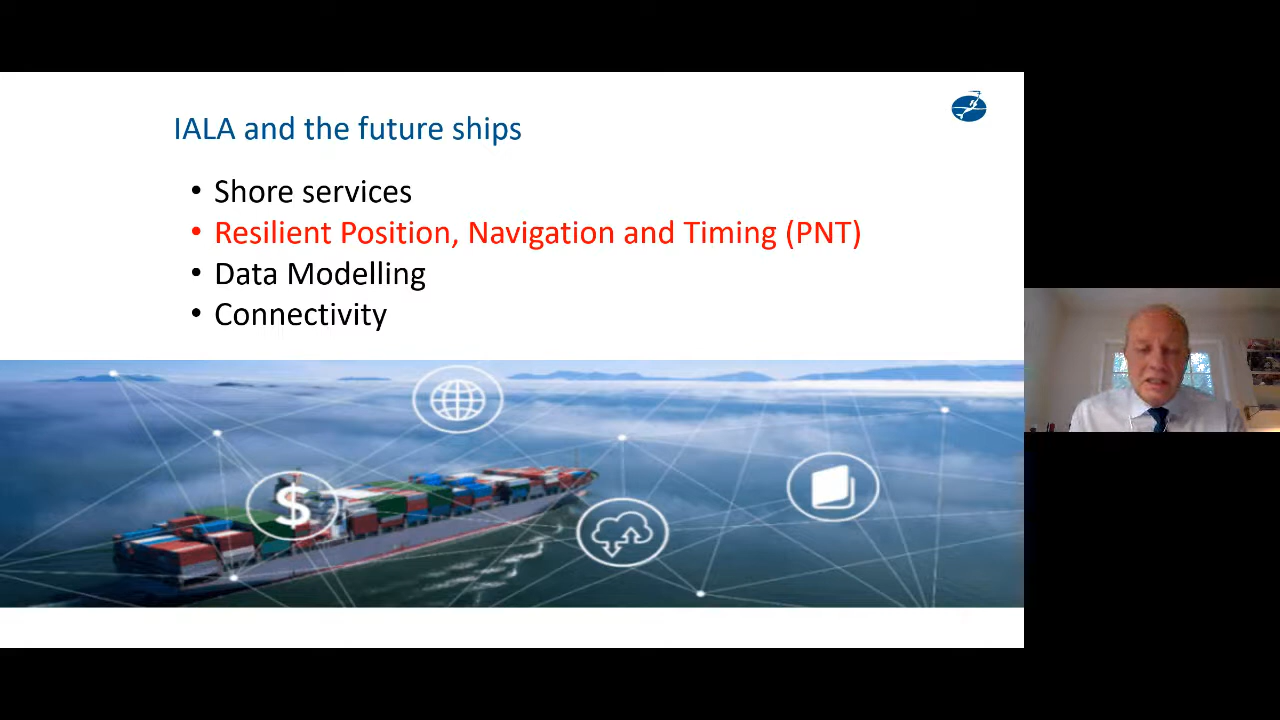 IALA and the future ships
• Shore services
• Resilient Position, Navigation and Timing (PNT)
• Data Modelling
• Connectivity
$